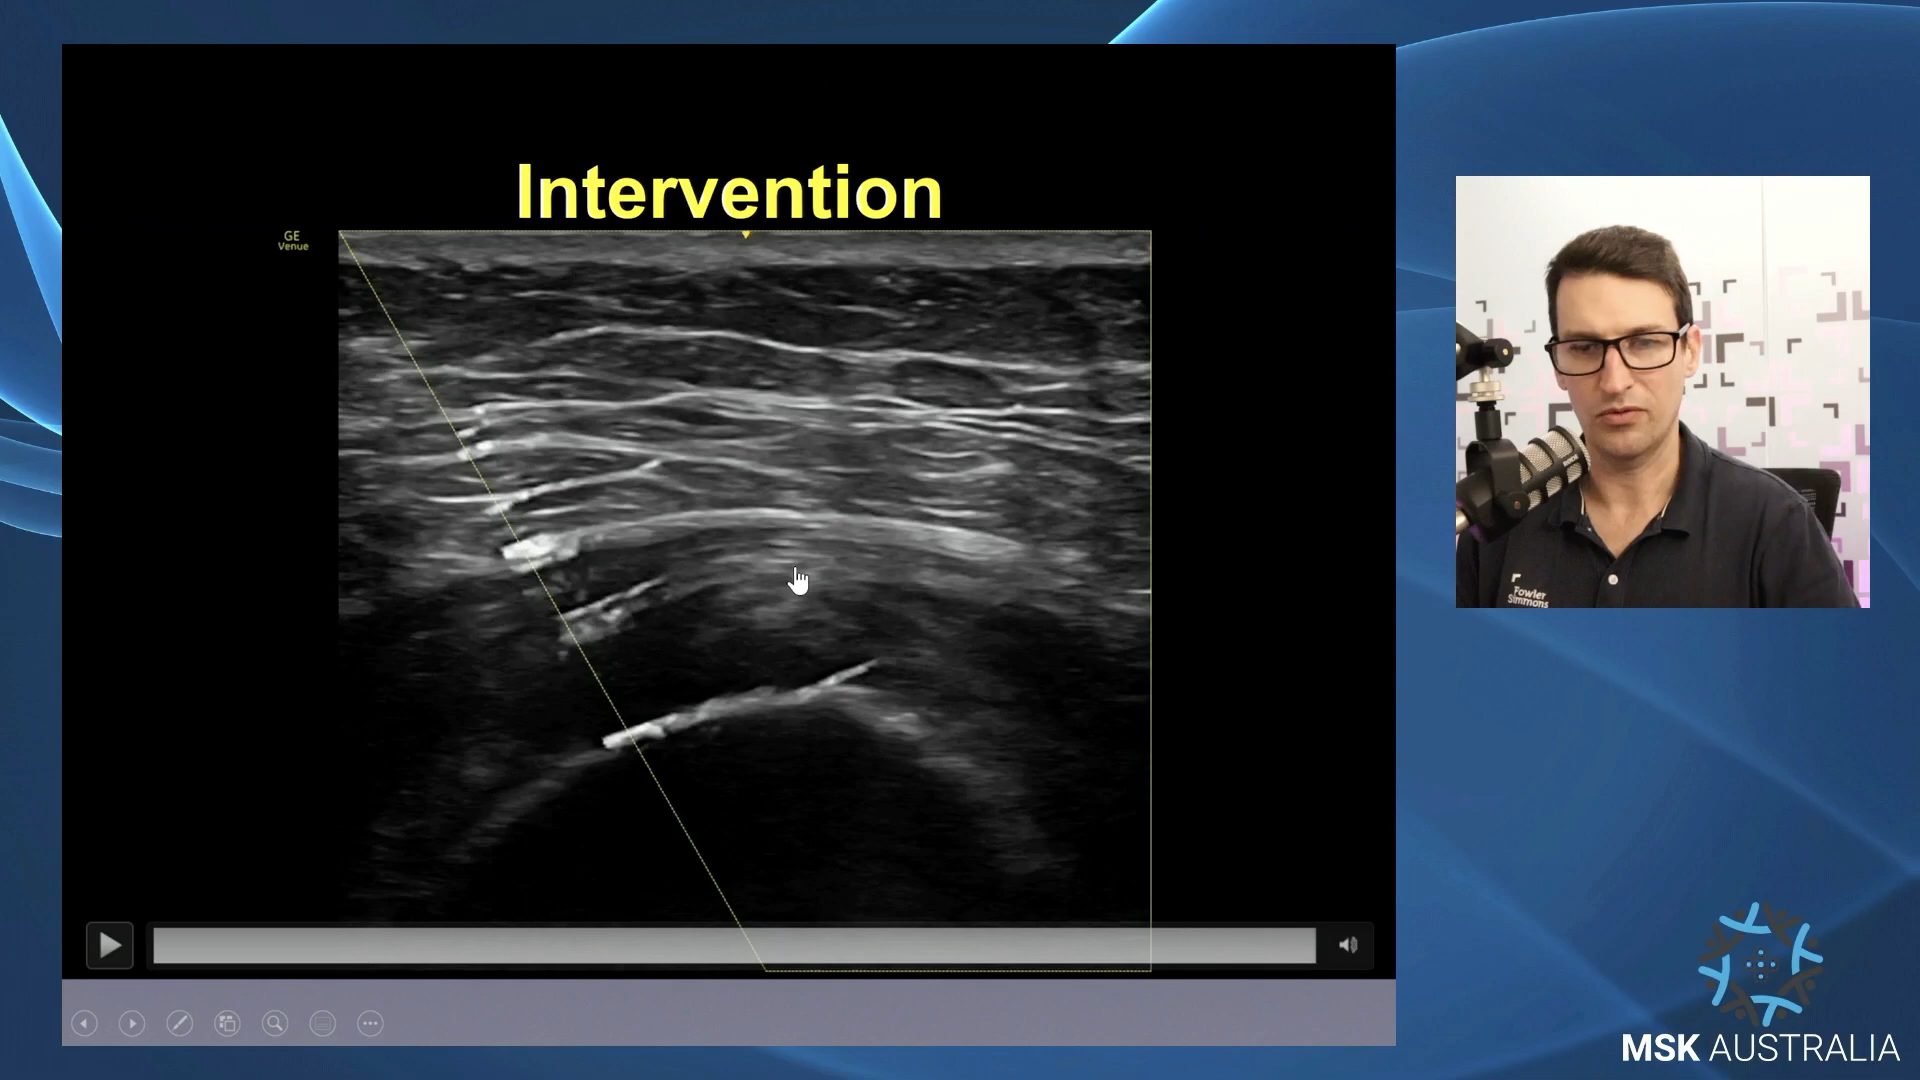 Intervention
GE
Venue
Fowler
Simmons
MSK AUSTRALIA